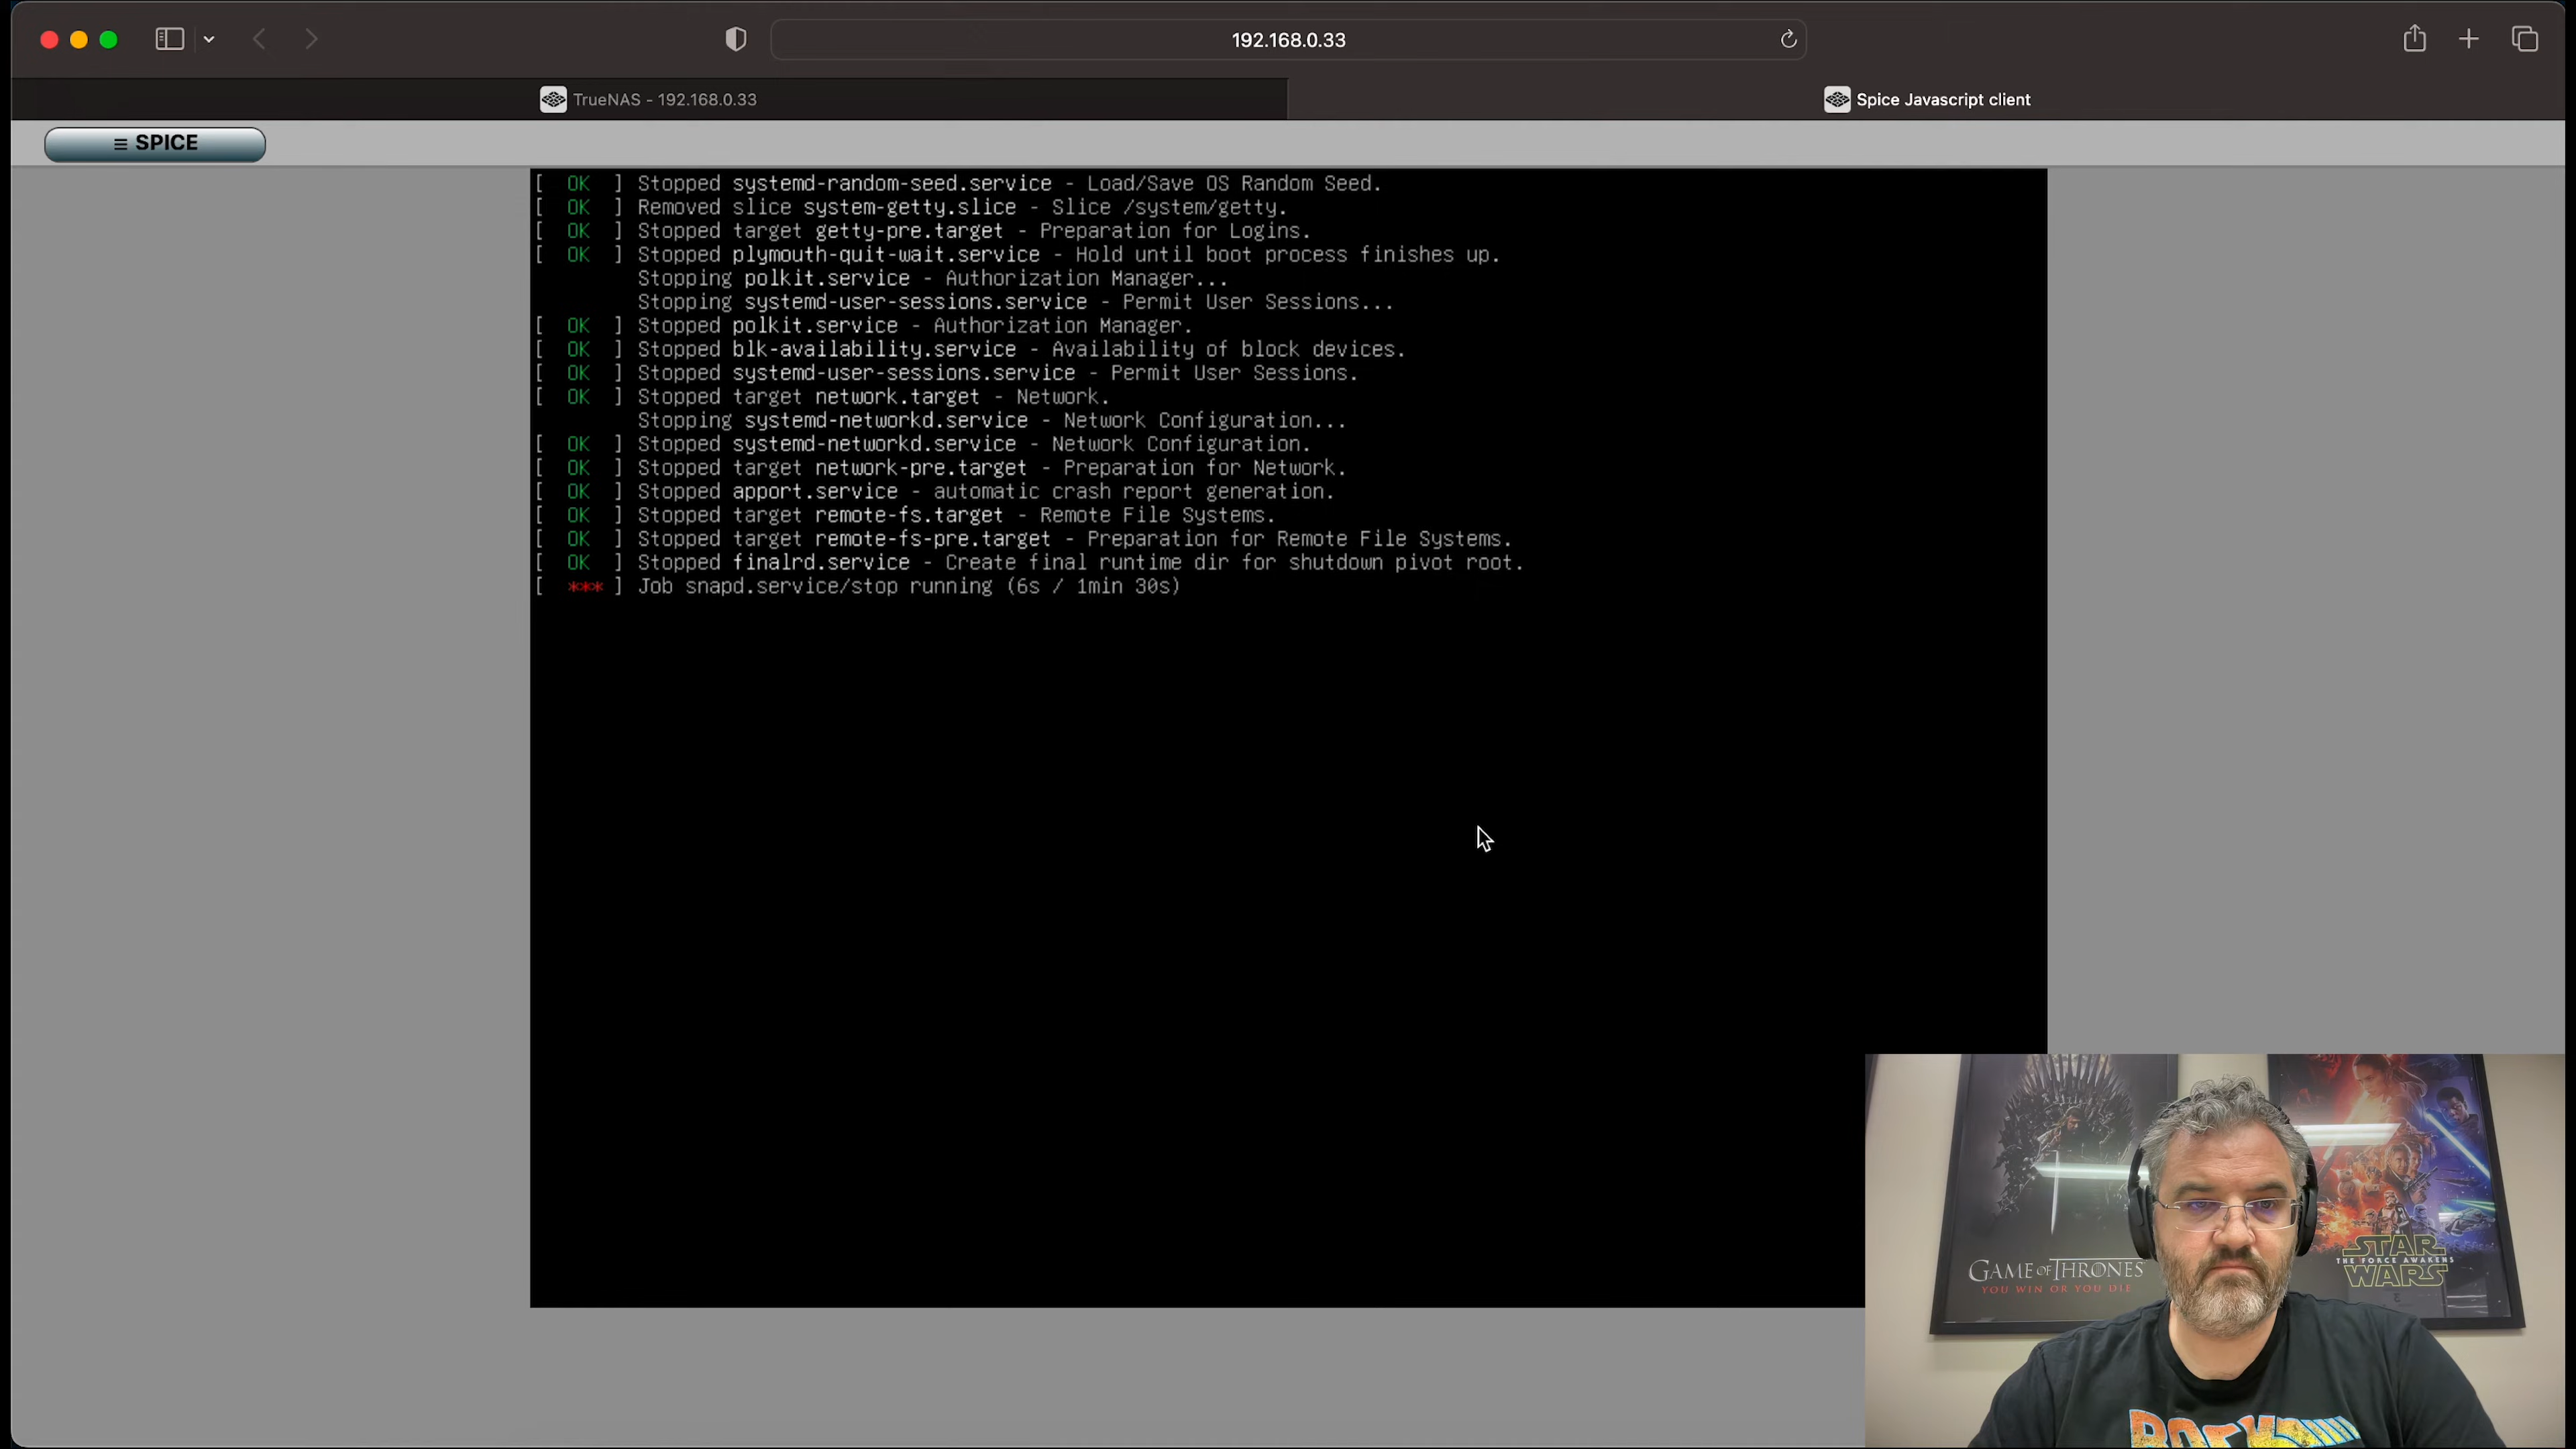 192.168.0.33
TrueNAS - 192.168.0.33
Spice Javascript client
≡ SPICE
[  OK  ] Stopped systemd-random-seed.service - Load/Save OS Random Seed.
[  OK  ] Removed slice system-getty.slice - Slice /system/getty.
[  OK  ] Stopped target getty-pre.target - Preparation for Logins.
[  OK  ] Stopped plymouth-quit-wait.service - Hold until boot process finishes up.
Stopping polkit.service - Authorization Manager...
Stopping systemd-user-sessions.service - Permit User Sessions...
[  OK  ] Stopped polkit.service - Authorization Manager.
[  OK  ] Stopped blk-availability.service - Availability of block devices.
[  OK  ] Stopped systemd-user-sessions.service - Permit User Sessions.
[  OK  ] Stopped target network.target - Network.
Stopping systemd-networkd.service - Network Configuration...
[  OK  ] Stopped systemd-networkd.service - Network Configuration.
[  OK  ] Stopped target network-pre.target - Preparation for Network.
[  OK  ] Stopped apport.service - automatic crash report generation.
[  OK  ] Stopped target remote-fs.target - Remote File Systems.
[  OK  ] Stopped target remote-fs-pre.target - Preparation for Remote File Systems.
[  OK  ] Stopped finalrd.service - Create final runtime dir for shutdown pivot root.
[  *** ] Job snapd.service/stop running (6s / 1min 30s)
GAME OF THRONES
YOU WIN OR YOU DIE
STAR
THE FORCE AWAKENS
WARS